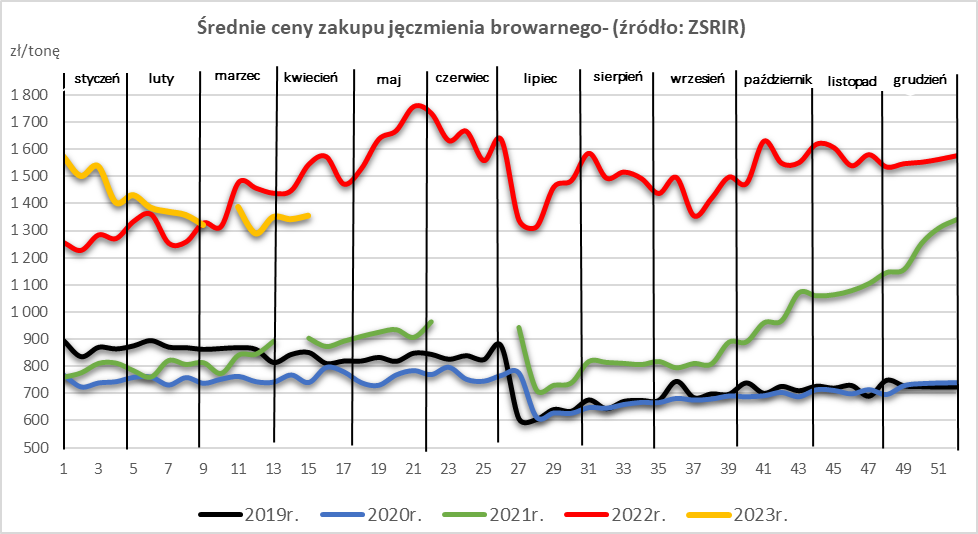 Średnie ceny zakupu jęczmienia browarnego- (źródło: ZSRIR)
zł/tonę
styczeń luty marzec kwiecień maj czerwiec lipiec sierpień wrzesień październik listopad grudzień
1 800
1 700
1 600
1 500
1 400
1 300
1 200
1 100
1 000
900
800
700
600
500
1 3 5 7 9 11 13 15 17 19 21 23 25 27 29 31 33 35 37 39 41 43 45 47 49 51
2019r. 2020r. 2021r. 2022r. 2023r.